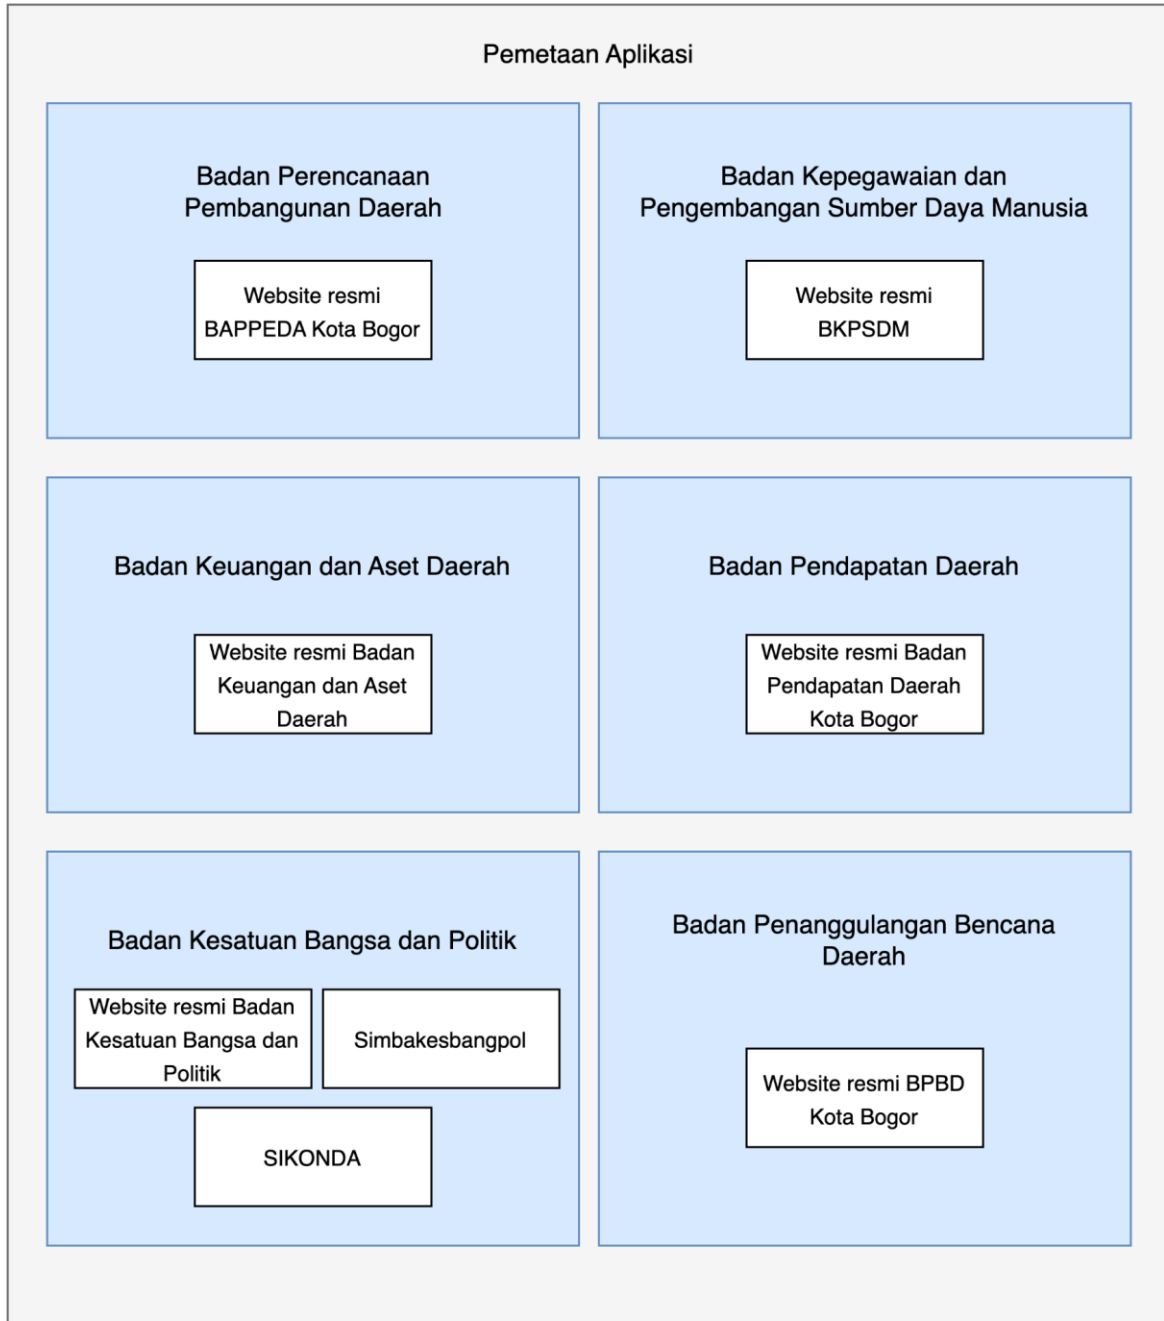 Pemetaan Aplikasi
Badan Perencanaan
Pembangunan Daerah
Website resmi
BAPPEDA Kota Bogor
Badan Kepegawaian dan
Pengembangan Sumber Daya Manusia
Website resmi
BKPSDM
Badan Keuangan dan Aset Daerah
Website resmi Badan
Keuangan dan Aset
Daerah
Badan Pendapatan Daerah
Website resmi Badan
Pendapatan Daerah
Kota Bogor
Badan Kesatuan Bangsa dan Politik
Website resmi Badan
Kesatuan Bangsa dan
Politik
Simbakesbangpol
SIKONDA
Badan Penanggulangan Bencana
Daerah
Website resmi BPBD
Kota Bogor